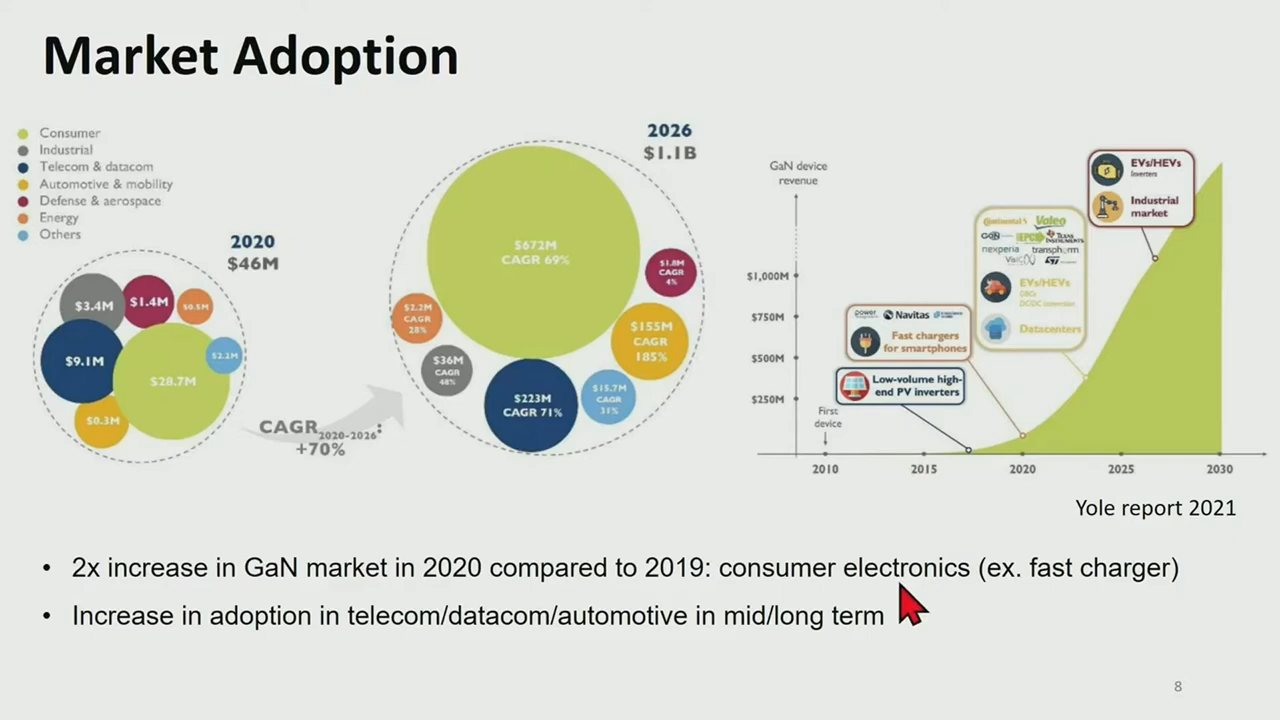 Market Adoption
Consumer
Industrial
Telecom & datacom
Automotive & mobility
Defense & aerospace
Energy
Others
2020
$46M
$3.4M
$1.4M
$0.5M
$9.1M
$28.7M
$2.2M
$0.3M
CAGR2020-2026:
+70%
2026
$1.1B
$672M
CAGR 69%
$1.8M
CAGR
4%
$2.2M
CAGR
28%
$155M
CAGR
185%
$36M
CAGR
48%
$223M
CAGR 71%
$15.7M
CAGR
31%
GaN device
revenue
$1,000M
$750M
$500M
$250M
First
device
2010
2015
2020
2025
2030
Low-volume high-
end PV inverters
power
Navitas
Fast chargers
for smartphones
Continental
Valeo
EPC
TEXAS
INSTRUMENTS
nexperia
transphorm
VisIC
ST
EVs/HEVs
DC/DC conversion
Datacenters
EVs/HEVs
Inverters
Industrial
market
Yole report 2021
• 2x increase in GaN market in 2020 compared to 2019: consumer electronics (ex. fast charger)
• Increase in adoption in telecom/datacom/automotive in mid/long term
8